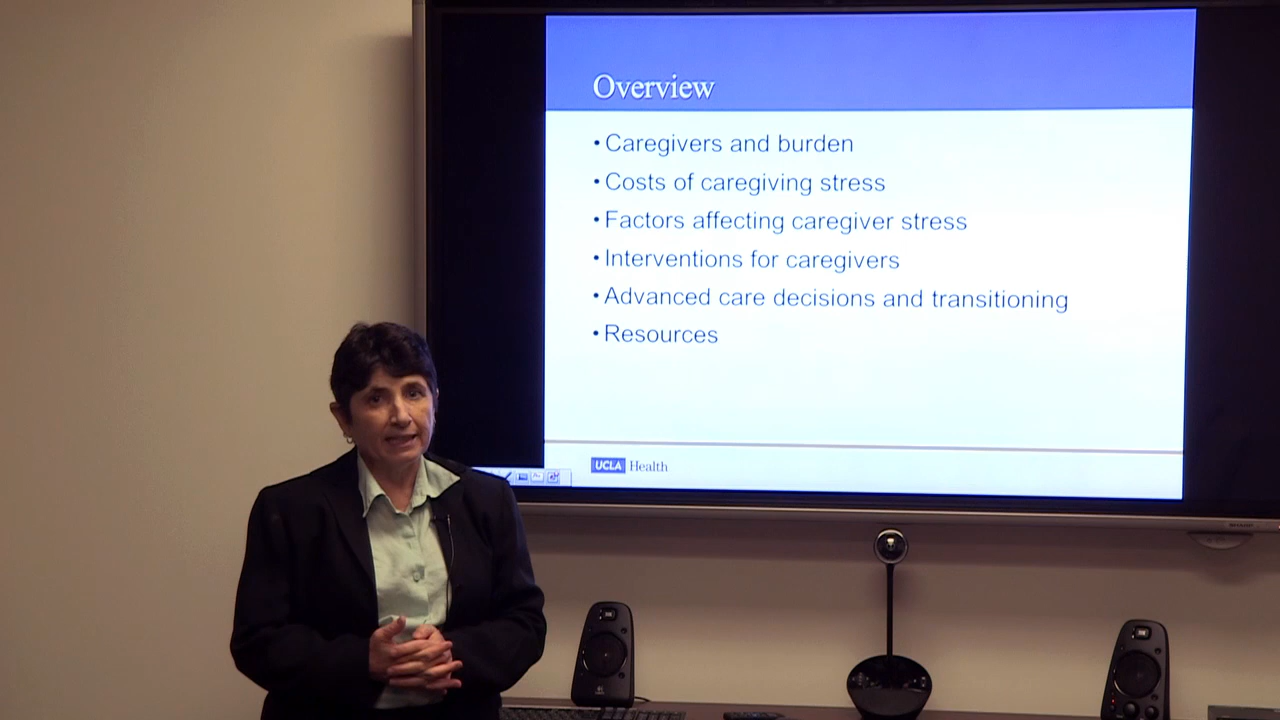 Overview
• Caregivers and burden
• Costs of caregiving stress
• Factors affecting caregiver stress
• Interventions for caregivers
• Advanced care decisions and transitioning
• Resources
UCLA Health
SHARP